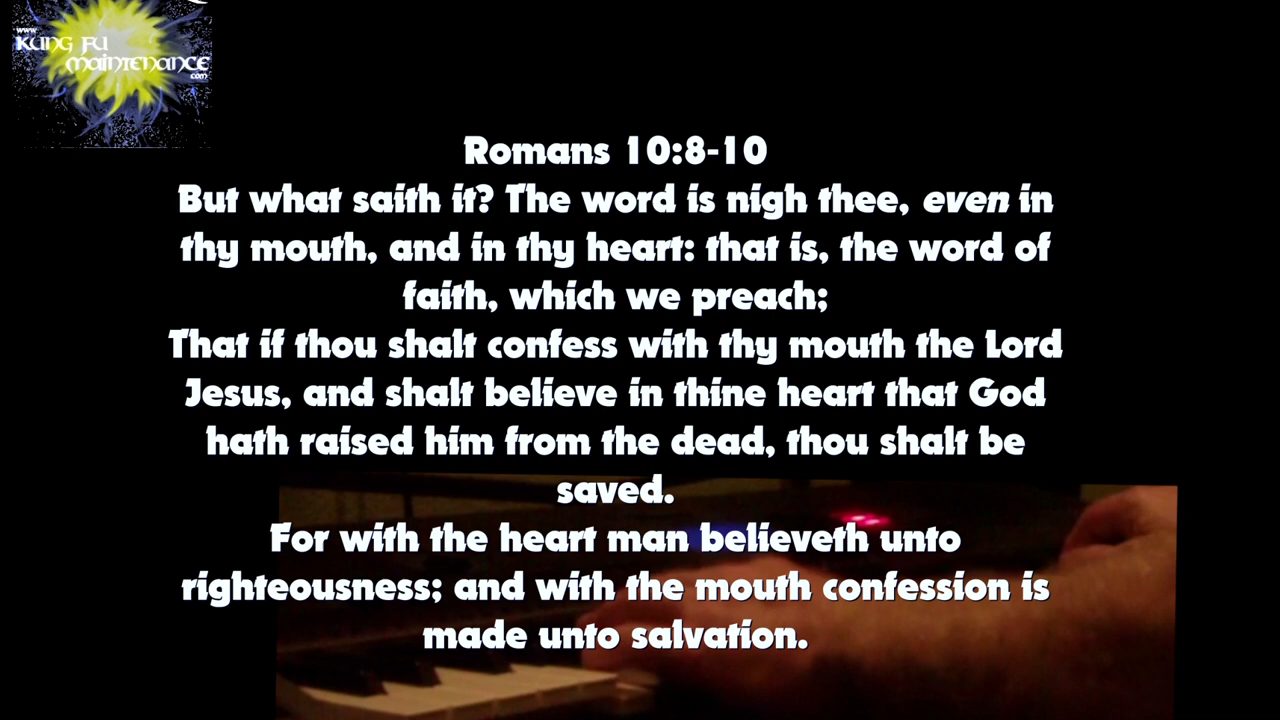 www
KUNG FU
MAINTENANCE
.com
Romans 10:8-10
But what saith it? The word is nigh thee, even in
thy mouth, and in thy heart: that is, the word of
faith, which we preach;
That if thou shalt confess with thy mouth the Lord
Jesus, and shalt believe in thine heart that God
hath raised him from the dead, thou shalt be
saved.
For with the heart man believeth unto
righteousness; and with the mouth confession is
made unto salvation.